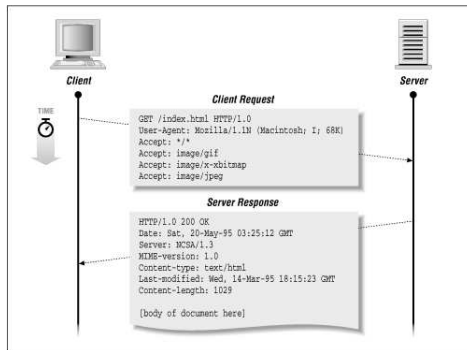 Client
Server
TIME
Client Request
GET /index.html HTTP/1.0
User-Agent: Mozilla/1.1N (Macintosh; I; 68K)
Accept: */*
Accept: image/gif
Accept: image/x-xbitmap
Accept: image/jpeg
Server Response
HTTP/1.0 200 OK
Date: Sat, 20-May-95 03:25:12 GMT
Server: NCSA/1.3
MIME-version: 1.0
Content-type: text/html
Last-modified: Wed, 14-Mar-95 18:15:23 GMT
Content-length: 1029
[body of document here]